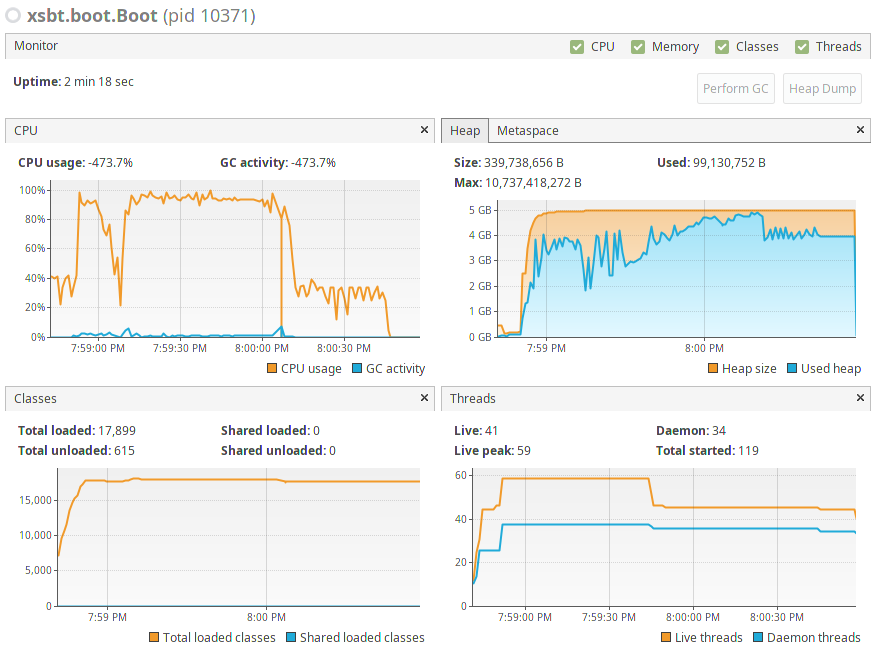 xsbt.boot.Boot (pid 10371)
Monitor
CPU Memory Classes Threads
Uptime: 2 min 18 sec
Perform GC Heap Dump
CPU ×
CPU usage: -473.7% GC activity: -473.7%
100%
80%
60%
40%
20%
0%
7:59:00 PM 7:59:30 PM 8:00:00 PM 8:00:30 PM
CPU usage GC activity
Heap Metaspace ×
Size: 339,738,656 B Used: 99,130,752 B
Max: 10,737,418,272 B
5 GB
4 GB
3 GB
2 GB
1 GB
0 GB
7:59 PM 8:00 PM
Heap size Used heap
Classes ×
Total loaded: 17,899 Shared loaded: 0
Total unloaded: 615 Shared unloaded: 0
15,000
10,000
5,000
0
7:59 PM 8:00 PM
Total loaded classes Shared loaded classes
Threads ×
Live: 41 Daemon: 34
Live peak: 59 Total started: 119
60
40
20
0
7:59:00 PM 7:59:30 PM 8:00:00 PM 8:00:30 PM
Live threads Daemon threads